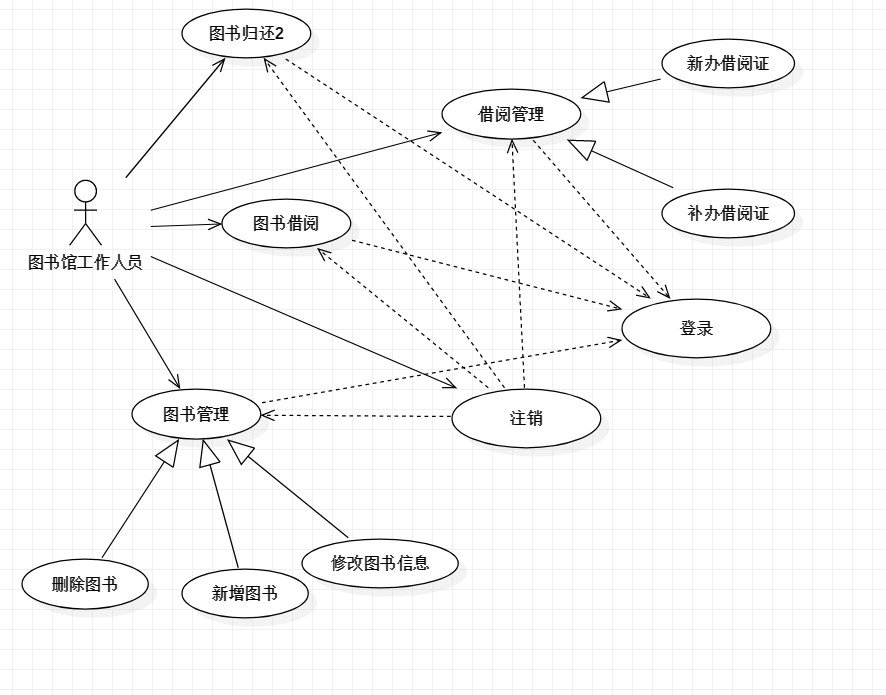 图书归还2
新办借阅证
借阅管理
补办借阅证
图书借阅
图书馆工作人员
登录
图书管理
注销
修改图书信息
删除图书
新增图书